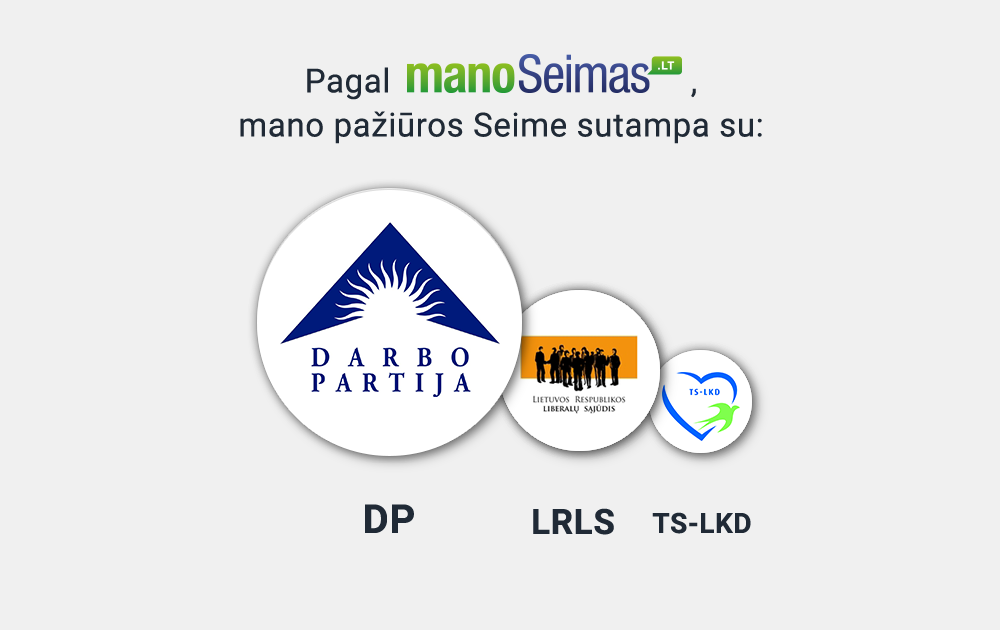 Pagal manoSeimas.LT ,
mano pažiūros Seime sutampa su:
DARBO
PARTIJA
LIETUVOS RESPUBLIKOS
LIBERALŲ SĄJŪDIS
TS-LKD
DP
LRLS
TS-LKD